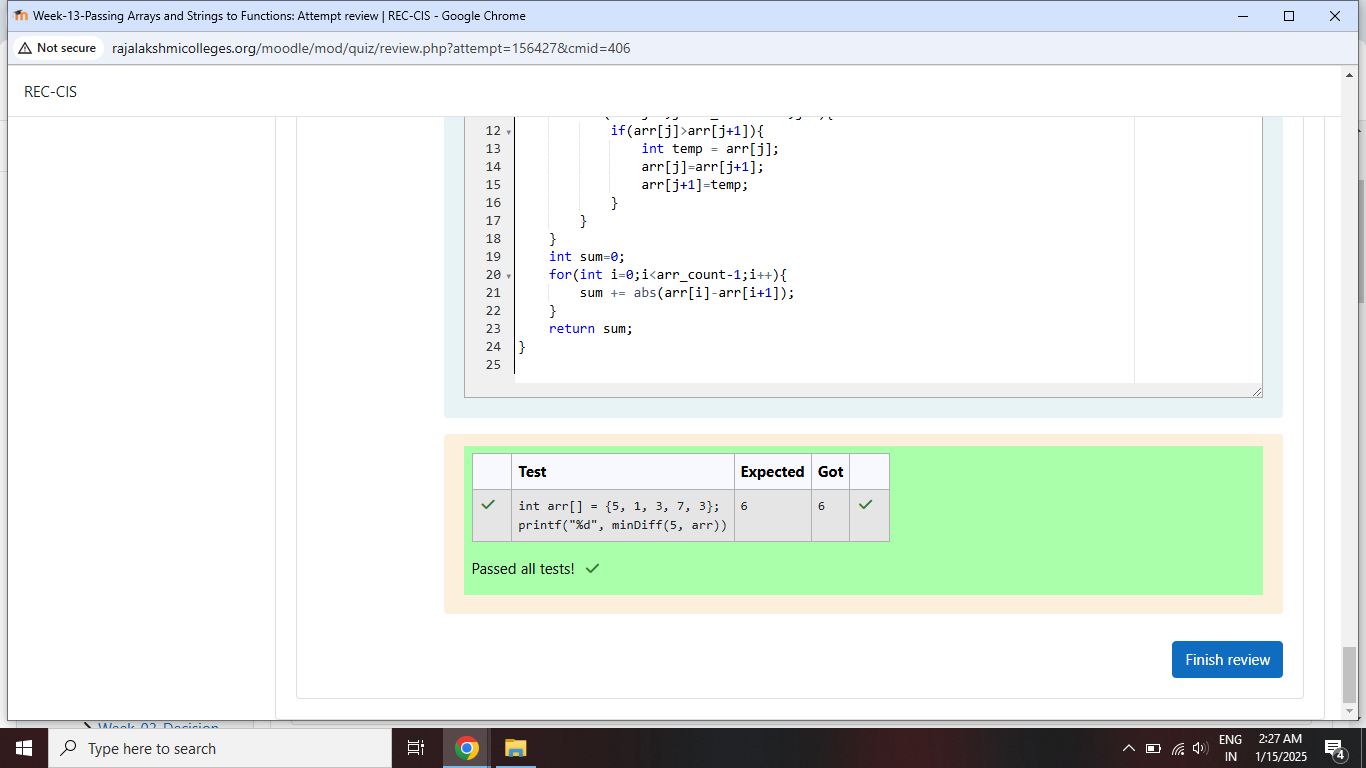 Week-13-Passing Arrays and Strings to Functions: Attempt review | REC-CIS - Google Chrome
Not secure rajalakshmicolleges.org/moodle/mod/quiz/review.php?attempt=156427&cmid=406
REC-CIS
12 if(arr[j]>arr[j+1]){
13 int temp = arr[j];
14 arr[j]=arr[j+1];
15 arr[j+1]=temp;
16 }
17 }
18 }
19 int sum=0;
20 for(int i=0;i<arr_count-1;i++){
21 sum += abs(arr[i]-arr[i+1]);
22 }
23 return sum;
24 }
25
Test Expected Got
int arr[] = {5, 1, 3, 7, 3}; 6 6
printf("%d", minDiff(5, arr))
Passed all tests!
Finish review
Week-02-Decision
Type here to search
ENG
IN
2:27 AM
1/15/2025
4